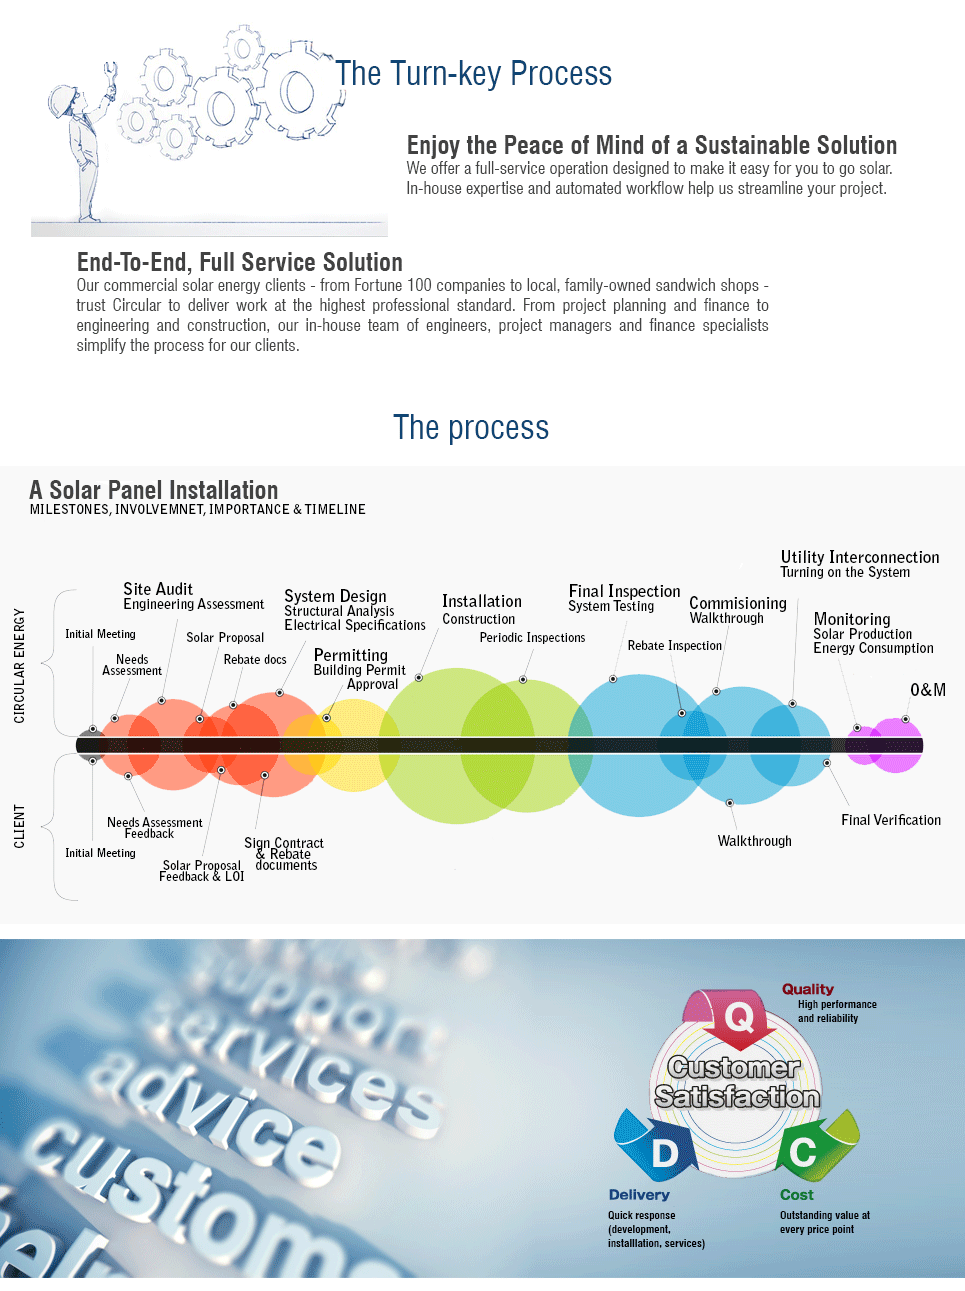 The Turn-key Process
Enjoy the Peace of Mind of a Sustainable Solution
We offer a full-service operation designed to make it easy for you to go solar.
In-house expertise and automated workflow help us streamline your project.
End-To-End, Full Service Solution
Our commercial solar energy clients - from Fortune 100 companies to local, family-owned sandwich shops -
trust Circular to deliver work at the highest professional standard. From project planning and finance to
engineering and construction, our in-house team of engineers, project managers and finance specialists
simplify the process for our clients.
The process
A Solar Panel Installation
MILESTONES, INVOLVEMNET, IMPORTANCE & TIMELINE
CIRCULAR ENERGY
Initial Meeting
Needs
Assessment
Site Audit
Engineering Assessment
Solar Proposal
Rebate docs
System Design
Structural Analysis
Electrical Specifications
Permitting
Building Permit
Approval
Installation
Construction
Periodic Inspections
Final Inspection
System Testing
Rebate Inspection
Commisioning
Walkthrough
Utility Interconnection
Turning on the System
Monitoring
Solar Production
Energy Consumption
O&M
CLIENT
Initial Meeting
Needs Assessment
Feedback
Solar Proposal
Feedback & LOI
Sign Contract
& Rebate
documents
Walkthrough
Final Verification
support
services
advice
custome
hel
Q
Quality
High performance
and reliability
Customer
Satisfaction
D
Delivery
Quick response
(development,
installlation, services)
C
Cost
Outstanding value at
every price point